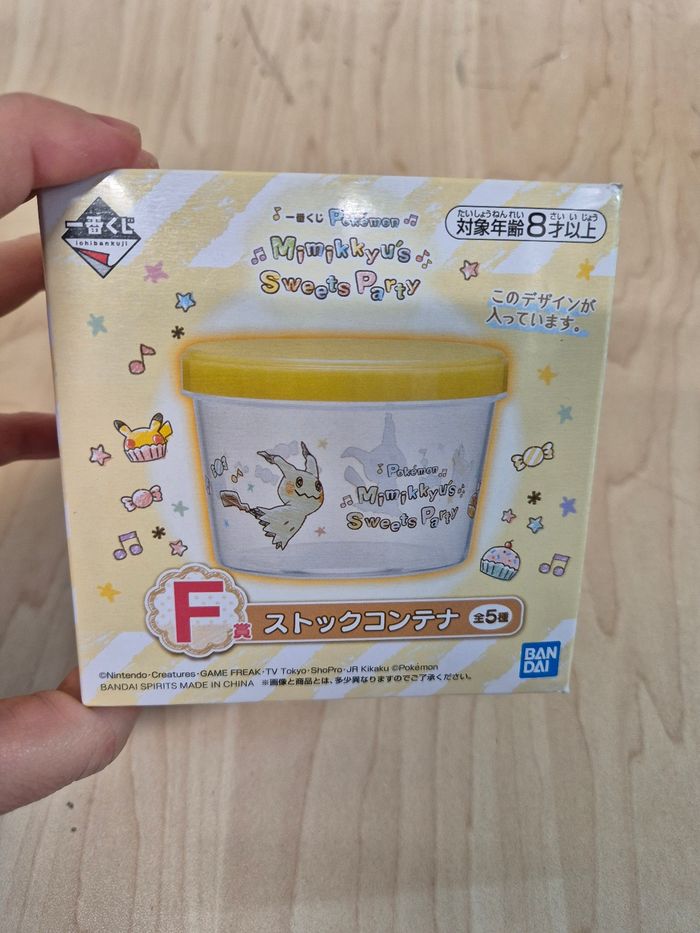 一番くじ
ichibankuji
一番くじ Pokémon
Mimikkyu's
Sweets Party
たいしょうねんれい さいいじょう
対象年齢8才以上
このデザインが
入っています。
Pokémon
Mimikkyu's
Sweets Party
F賞 ストックコンテナ 全5種
©Nintendo・Creatures・GAME FREAK・TV Tokyo・ShoPro・JR Kikaku ©Pokémon
BANDAI SPIRITS MADE IN CHINA ※画像と商品とは、多少異なりますのでご了承ください。
BAN
DAI